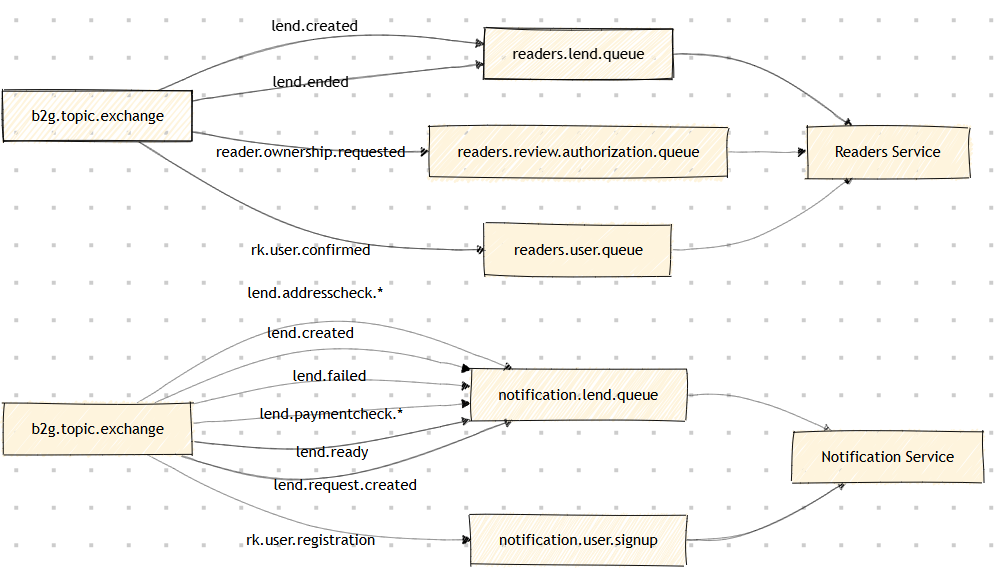 lend.created
readers.lend.queue
lend.ended
b2g.topic.exchange
reader.ownership.requested
readers.review.authorization.queue
Readers Service
rk.user.confirmed
readers.user.queue
lend.addresscheck.*
lend.created
lend.failed
notification.lend.queue
lend.paymentcheck.*
b2g.topic.exchange
lend.ready
Notification Service
lend.request.created
rk.user.registration
notification.user.signup